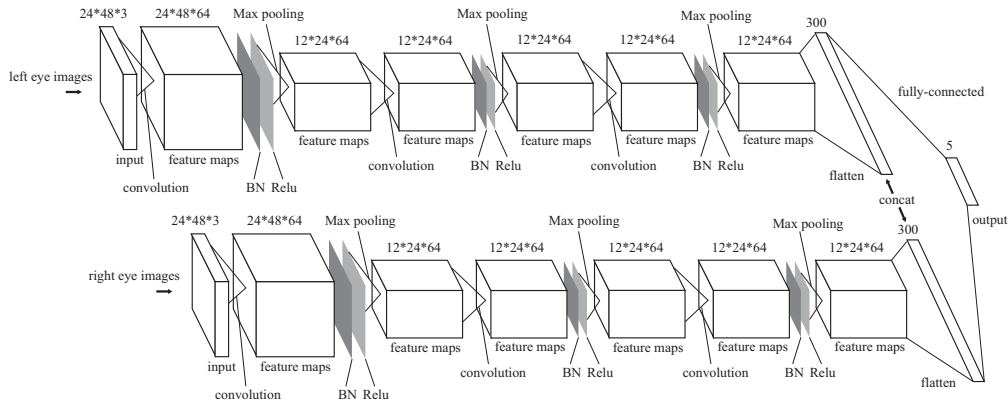 24*48*3 24*48*64 Max pooling 12*24*64 12*24*64 Max pooling 12*24*64 12*24*64 Max pooling 12*24*64 300
left eye images
fully-connected
input feature maps feature maps feature maps feature maps feature maps feature maps
convolution BN Relu convolution BN Relu convolution BN Relu flatten
5
concat
output
24*48*3 24*48*64 Max pooling 12*24*64 12*24*64 Max pooling 12*24*64 12*24*64 Max pooling 12*24*64 300
right eye images
input feature maps feature maps feature maps feature maps feature maps feature maps
convolution BN Relu convolution BN Relu convolution BN Relu flatten